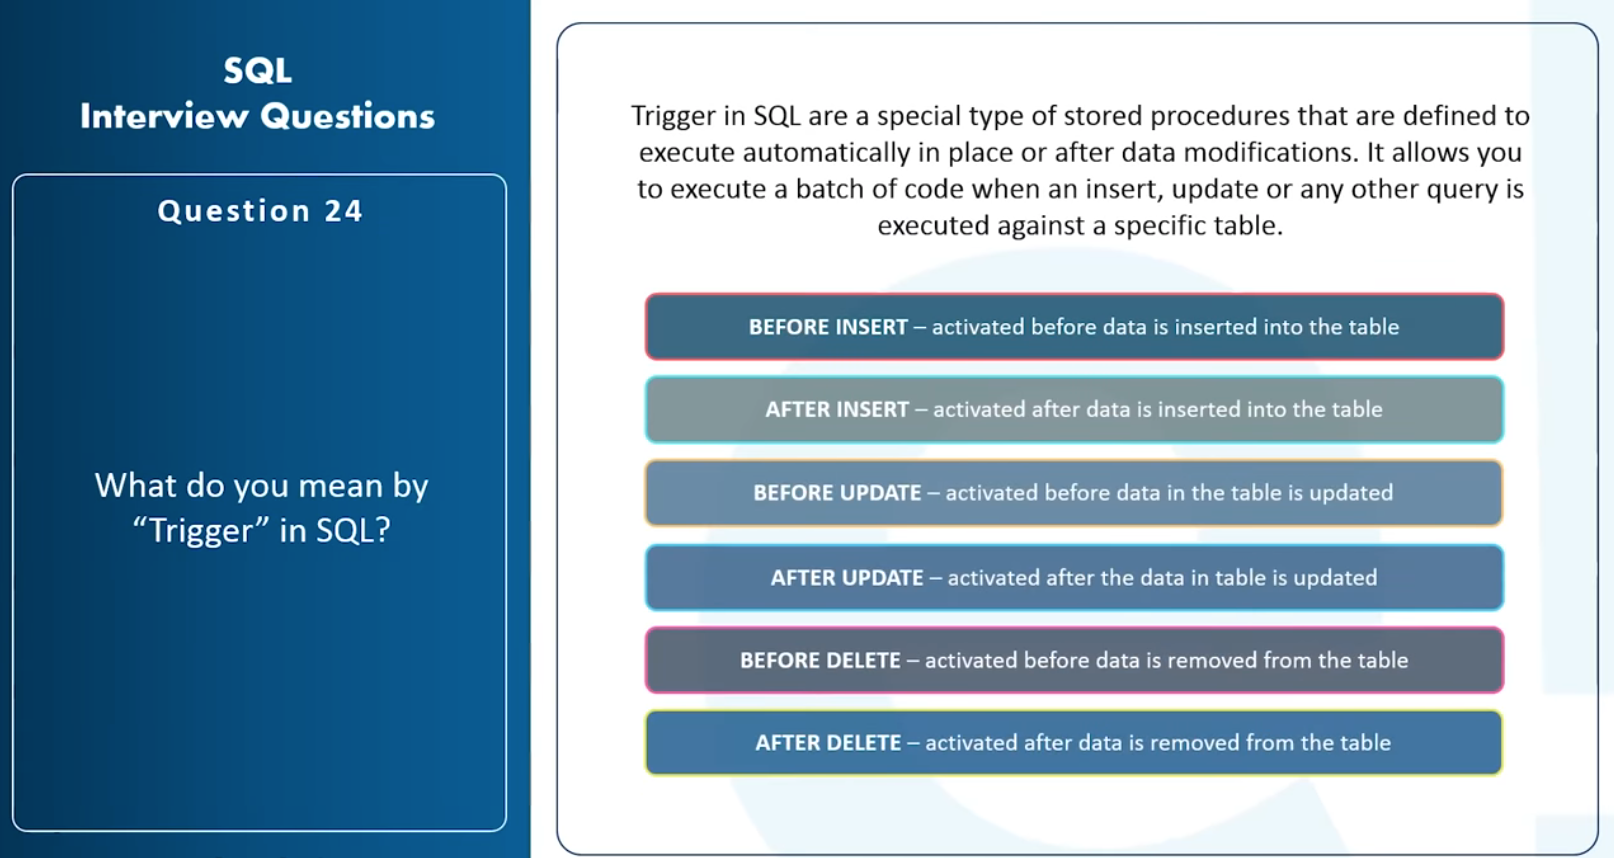 SQL
Interview Questions
Question 24
What do you mean by
“Trigger” in SQL?
Trigger in SQL are a special type of stored procedures that are defined to
execute automatically in place or after data modifications. It allows you
to execute a batch of code when an insert, update or any other query is
executed against a specific table.
BEFORE INSERT – activated before data is inserted into the table
AFTER INSERT – activated after data is inserted into the table
BEFORE UPDATE – activated before data in the table is updated
AFTER UPDATE – activated after the data in table is updated
BEFORE DELETE – activated before data is removed from the table
AFTER DELETE – activated after data is removed from the table